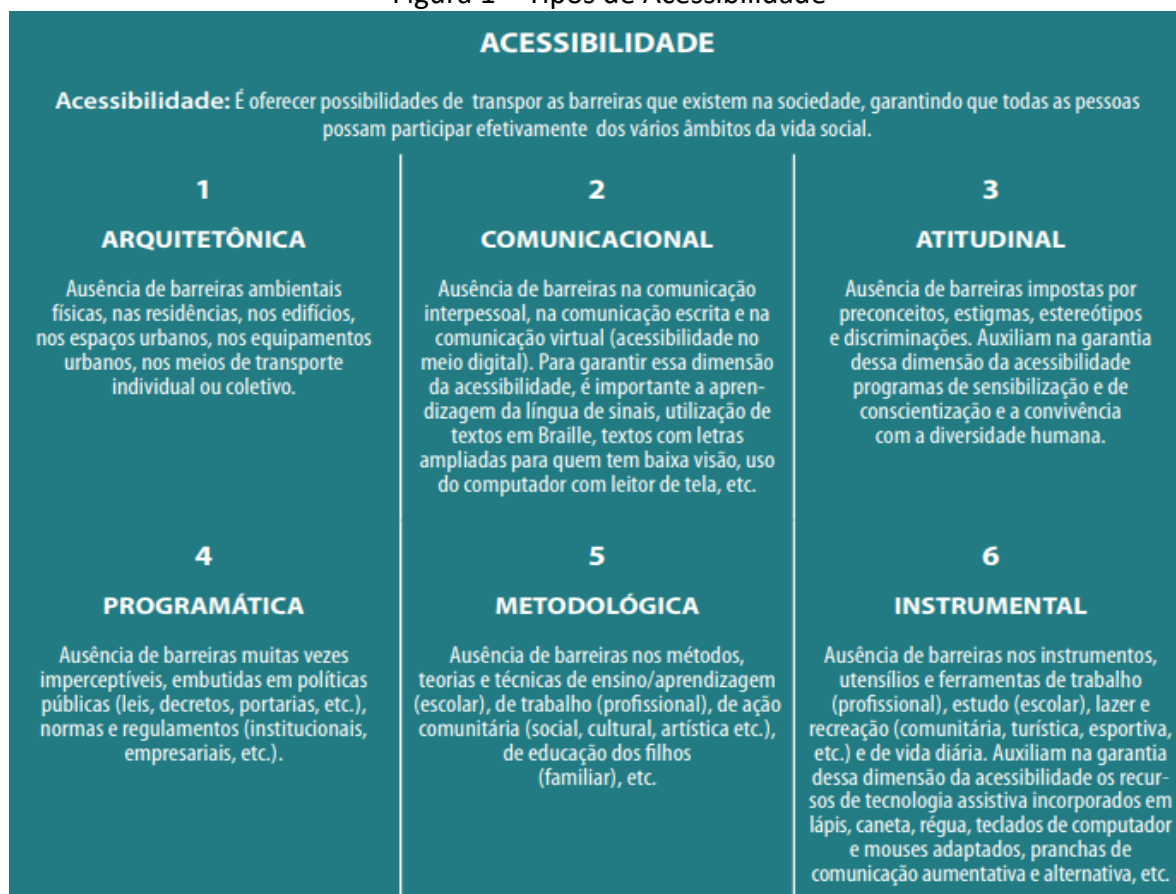 Figura 1 – Tipos de Acessibilidade
ACESSIBILIDADE
Acessibilidade: É oferecer possibilidades de transpor as barreiras que existem na sociedade, garantindo que todas as pessoas
possam participar efetivamente dos vários âmbitos da vida social.
1
ARQUITETÔNICA
Ausência de barreiras ambientais
físicas, nas residências, nos edifícios,
nos espaços urbanos, nos equipamentos
urbanos, nos meios de transporte
individual ou coletivo.
2
COMUNICACIONAL
Ausência de barreiras na comunicação
interpessoal, na comunicação escrita e na
comunicação virtual (acessibilidade no
meio digital). Para garantir essa dimensão
da acessibilidade, é importante a apren-
dizagem da língua de sinais, utilização de
textos em Braille, textos com letras
ampliadas para quem tem baixa visão, uso
do computador com leitor de tela, etc.
3
ATITUDINAL
Ausência de barreiras impostas por
preconceitos, estigmas, estereótipos
e discriminações. Auxiliam na garantia
dessa dimensão da acessibilidade
programas de sensibilização e de
conscientização e a convivência
com a diversidade humana.
4
PROGRAMÁTICA
Ausência de barreiras muitas vezes
imperceptíveis, embutidas em políticas
públicas (leis, decretos, portarias, etc.),
normas e regulamentos (institucionais,
empresariais, etc.).
5
METODOLÓGICA
Ausência de barreiras nos métodos,
teorias e técnicas de ensino/aprendizagem
(escolar), de trabalho (profissional), de ação
comunitária (social, cultural, artística etc.),
de educação dos filhos
(familiar), etc.
6
INSTRUMENTAL
Ausência de barreiras nos instrumentos,
utensílios e ferramentas de trabalho
(profissional), estudo (escolar), lazer e
recreação (comunitária, turística, esportiva,
etc.) e de vida diária. Auxiliam na garantia
dessa dimensão da acessibilidade os recur-
sos de tecnologia assistiva incorporados em
lápis, caneta, régua, teclados de computador
e mouses adaptados, pranchas de
comunicação aumentativa e alternativa, etc.